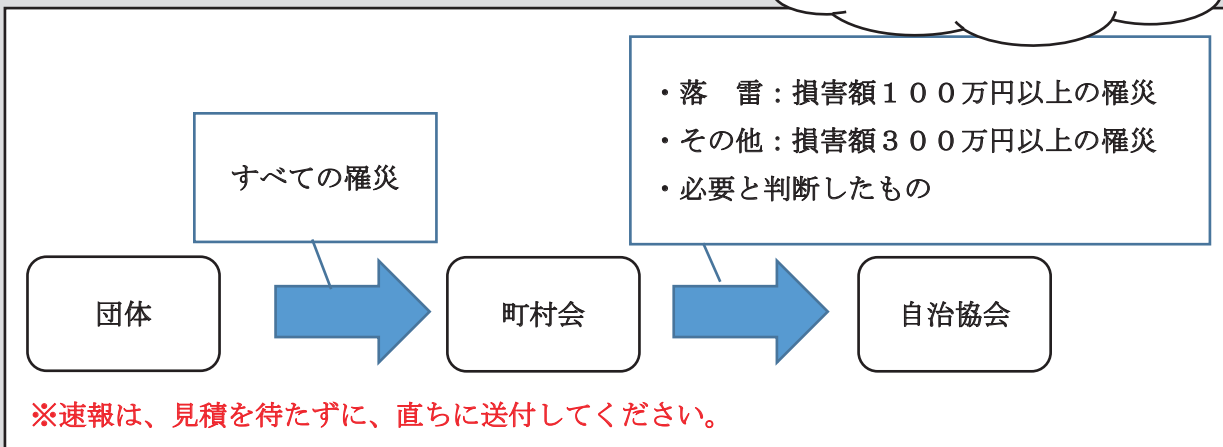 ・落　雷：損害額１００万円以上の罹災
・その他：損害額３００万円以上の罹災
・必要と判断したもの
すべての罹災
団体
町村会
自治協会
※速報は、見積を待たずに、直ちに送付してください。